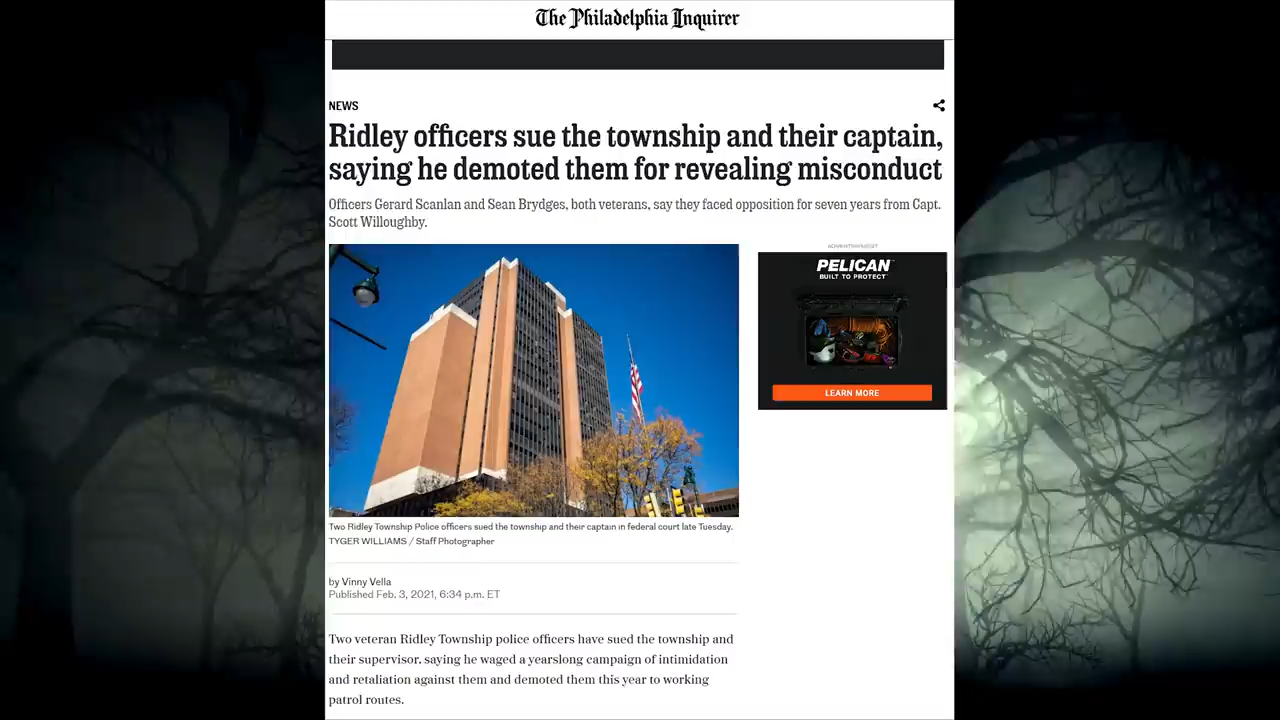 The Philadelphia Inquirer
NEWS
Ridley officers sue the township and their captain,
saying he demoted them for revealing misconduct
Officers Gerard Scanlan and Sean Brydges, both veterans, say they faced opposition for seven years from Capt.
Scott Willoughby.
ADVERTISEMENT
PELICAN
BUILT TO PROTECT
LEARN MORE
Two Ridley Township Police officers sued the township and their captain in federal court late Tuesday.
TYGER WILLIAMS / Staff Photographer
by Vinny Vella
Published Feb. 3, 2021, 6:34 p.m. ET
Two veteran Ridley Township police officers have sued the township and
their supervisor, saying he waged a yearslong campaign of intimidation
and retaliation against them and demoted them this year to working
patrol routes.